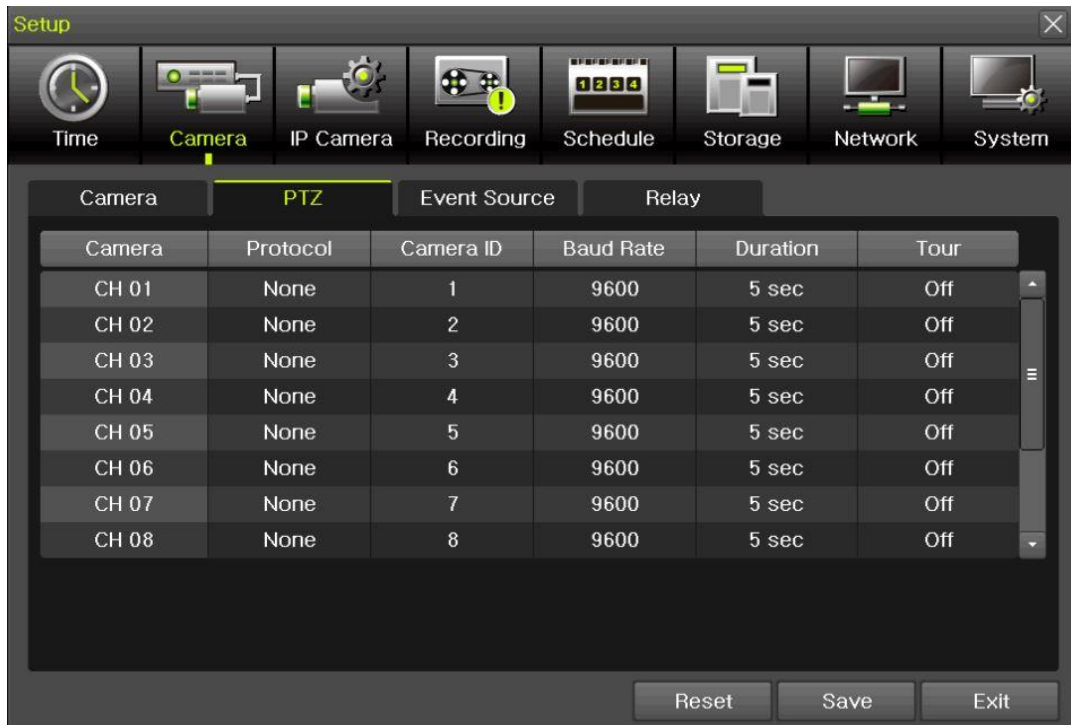 Setup
Time Camera IP Camera Recording Schedule Storage Network System
1 2 3 4
Camera PTZ Event Source Relay
Camera Protocol Camera ID Baud Rate Duration Tour
CH 01 None 1 9600 5 sec Off
CH 02 None 2 9600 5 sec Off
CH 03 None 3 9600 5 sec Off
CH 04 None 4 9600 5 sec Off
CH 05 None 5 9600 5 sec Off
CH 06 None 6 9600 5 sec Off
CH 07 None 7 9600 5 sec Off
CH 08 None 8 9600 5 sec Off
Reset Save Exit